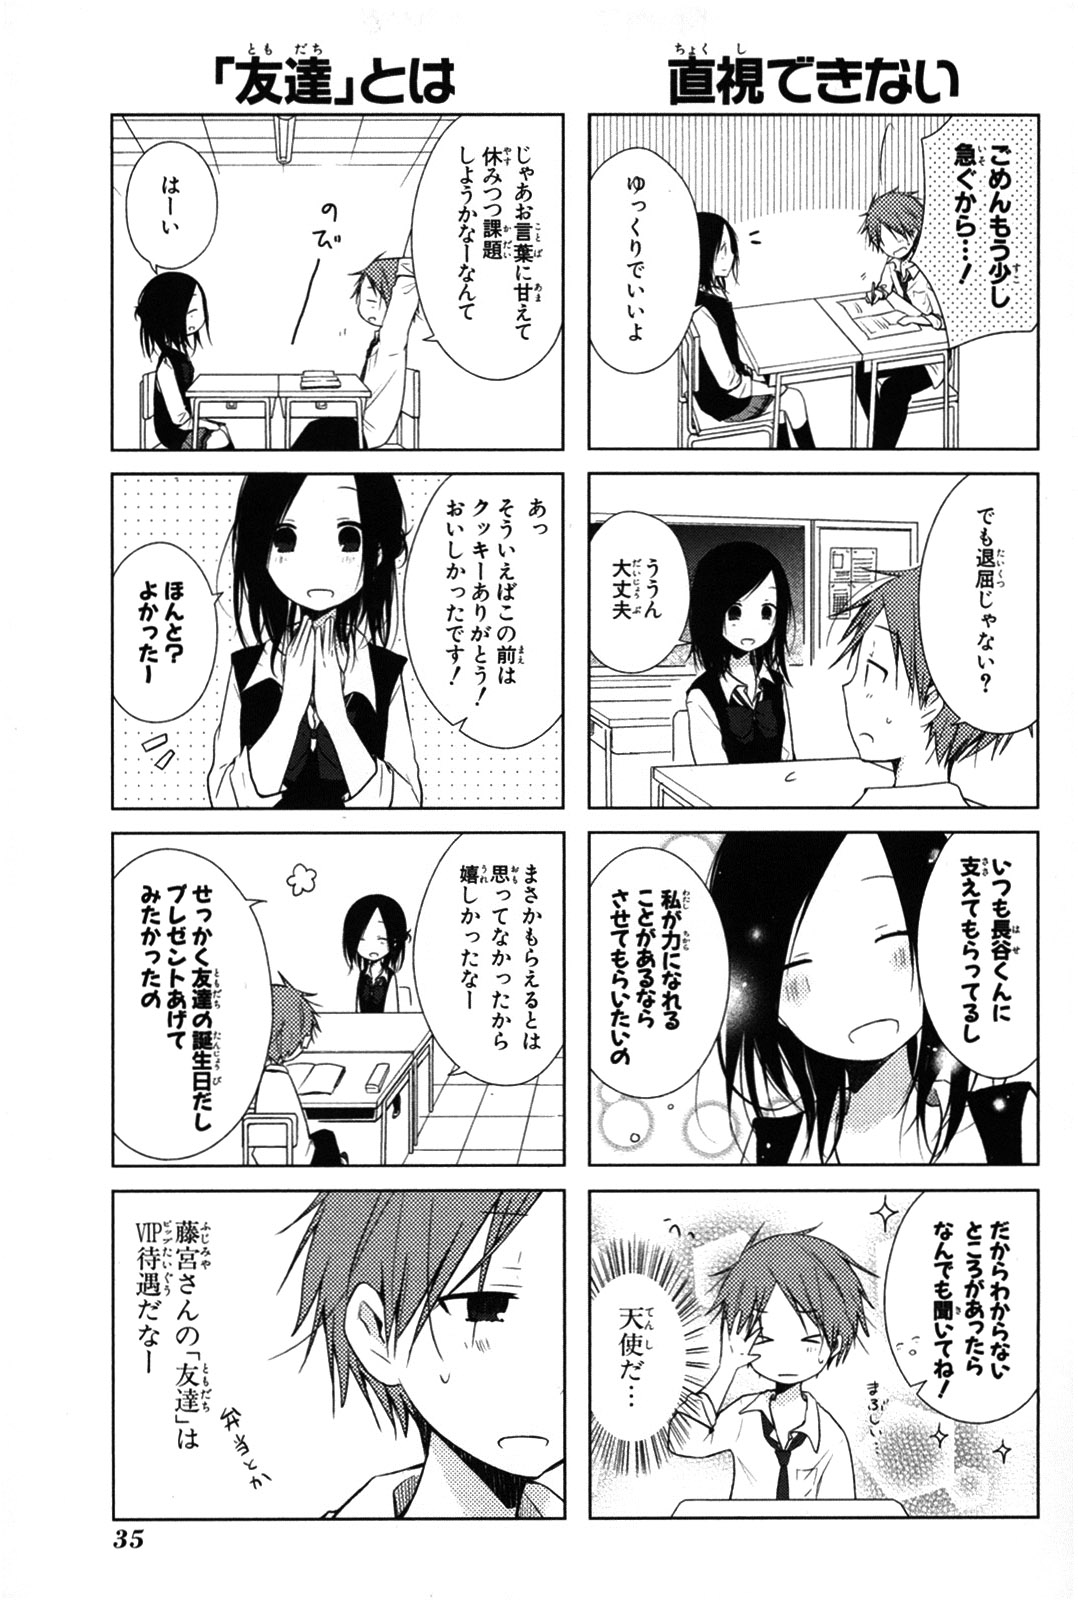 直視できない
ごめんもう少し
急ぐから…！
ゆっくりでいいよ
でも退屈じゃない？
ううん
大丈夫
いつも長谷くんに
支えてもらってるし
私が力になれる
ことがあるなら
させてもらいたいの
だからわからない
ところがあったら
なんでも聞いてね！
まぶしい…
天使だ…
「友達」とは
じゃあお言葉に甘えて
休みつつ課題
しようかなーなんて
のびー
はーい
あっ
そういえばこの前は
クッキーありがとう！
おいしかったです！
ほんと？
よかったー
まさかもらえるとは
思ってなかったから
嬉しかったなー
せっかく友達の誕生日だし
プレゼントあげて
みたかったの
藤宮さんの「友達」は
VIP待遇だなー
弁当とか
35